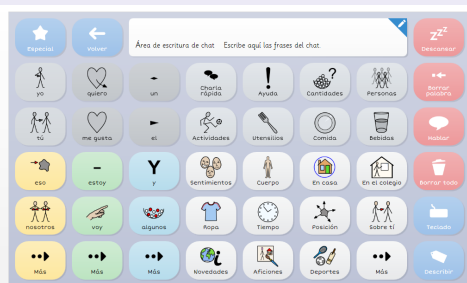 Especial
Volver
Área de escritura de chat Escribe aquí las frases del chat.
zzz
Descansar
yo
quiero
un
Charla rápida
Ayuda
Cantidades
Personas
Borrar palabra
tú
me gusta
el
Actividades
Utensilios
Comida
Bebidas
Hablar
eso
estoy
Y
y
Sentimientos
Cuerpo
En casa
En el colegio
Borrar todo
nosotros
voy
algunos
Ropa
Tiempo
Posición
Sobre tí
Teclado
Más
Más
Más
Novedades
Aficiones
Deportes
Más
Describir